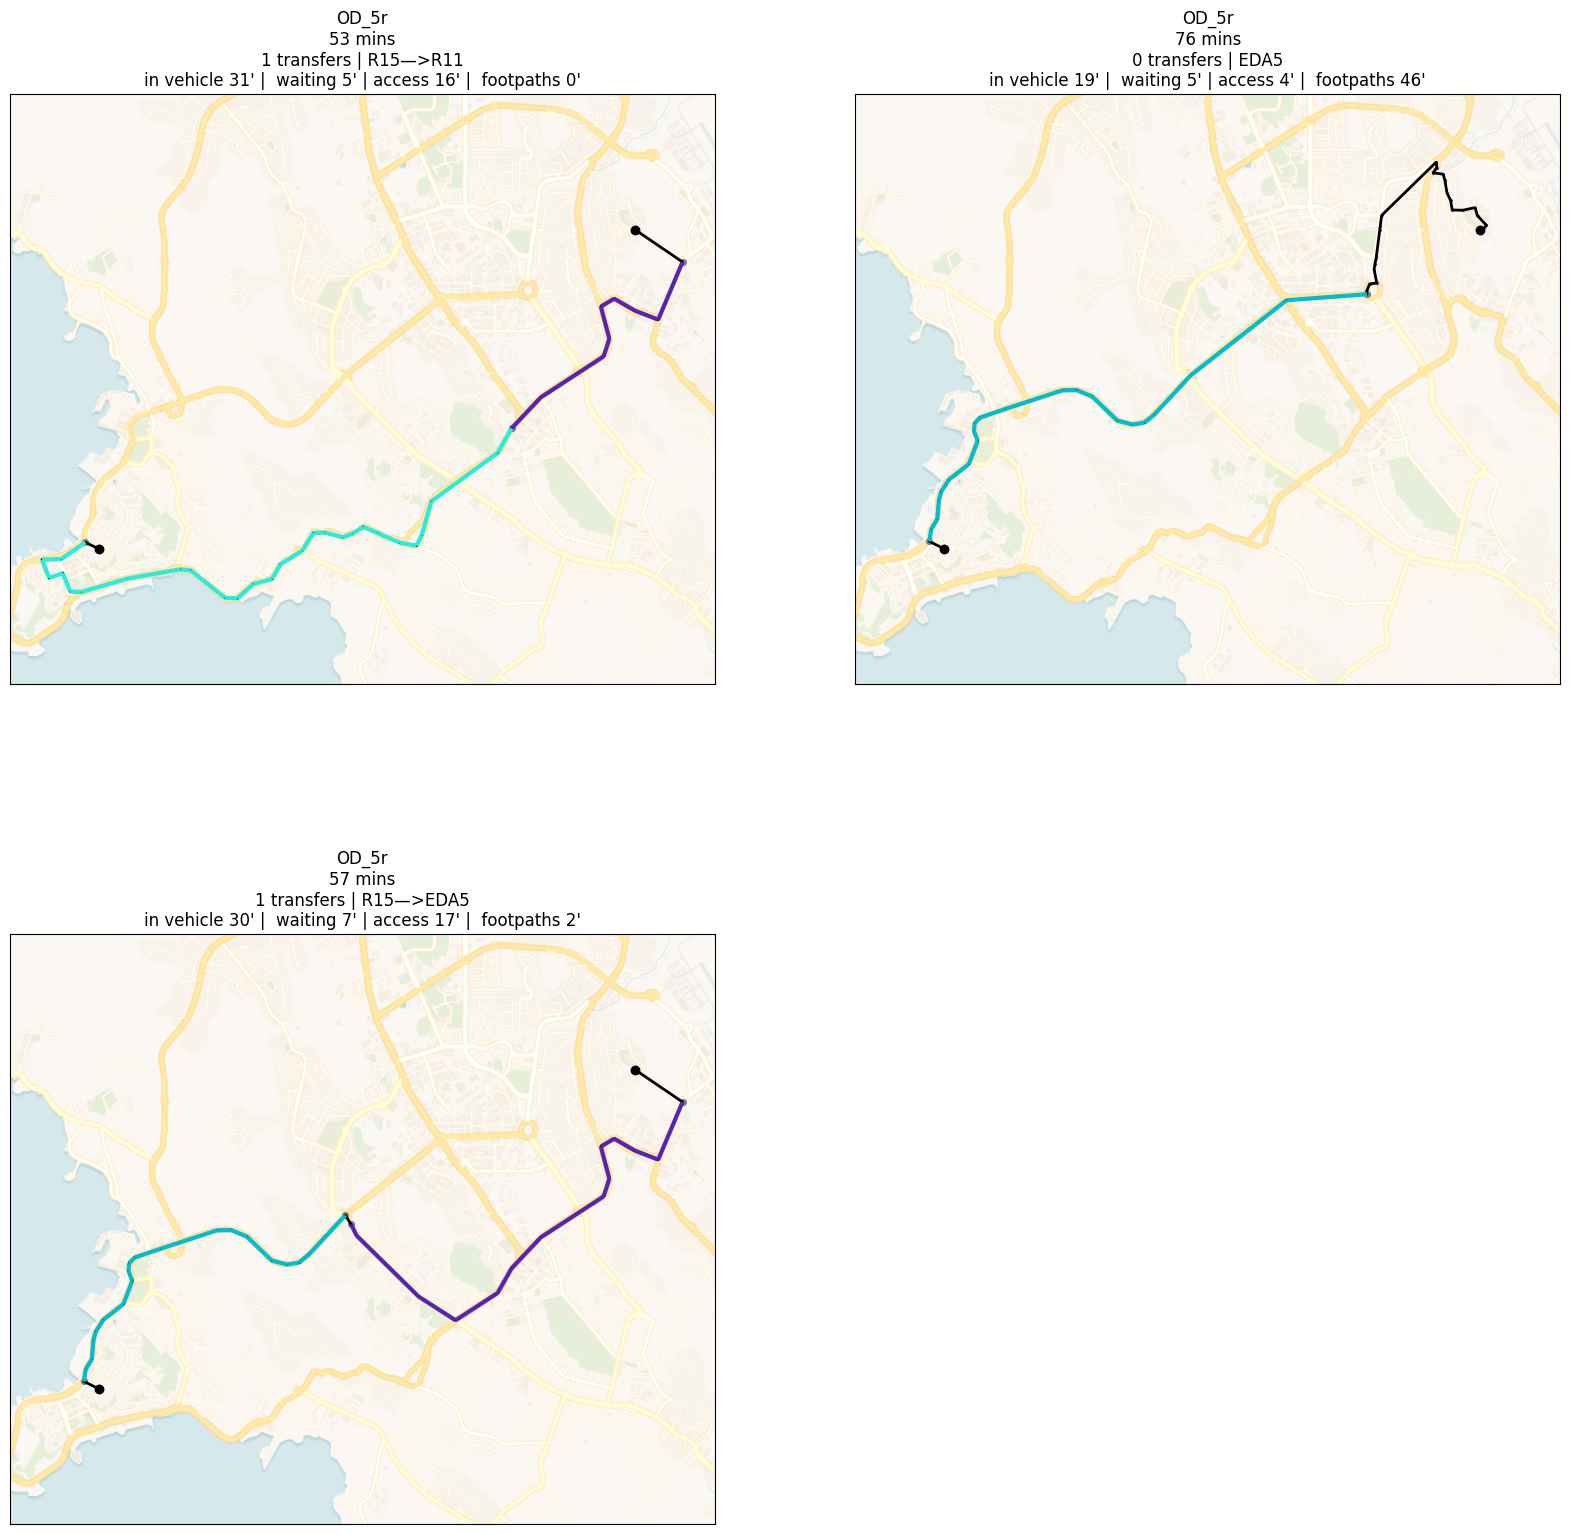 OD_5r
53 mins
1 transfers | R15—>R11
in vehicle 31' |  waiting 5' | access 16' |  footpaths 0'
OD_5r
76 mins
0 transfers | EDA5
in vehicle 19' |  waiting 5' | access 4' |  footpaths 46'
OD_5r
57 mins
1 transfers | R15—>EDA5
in vehicle 30' |  waiting 7' | access 17' |  footpaths 2'